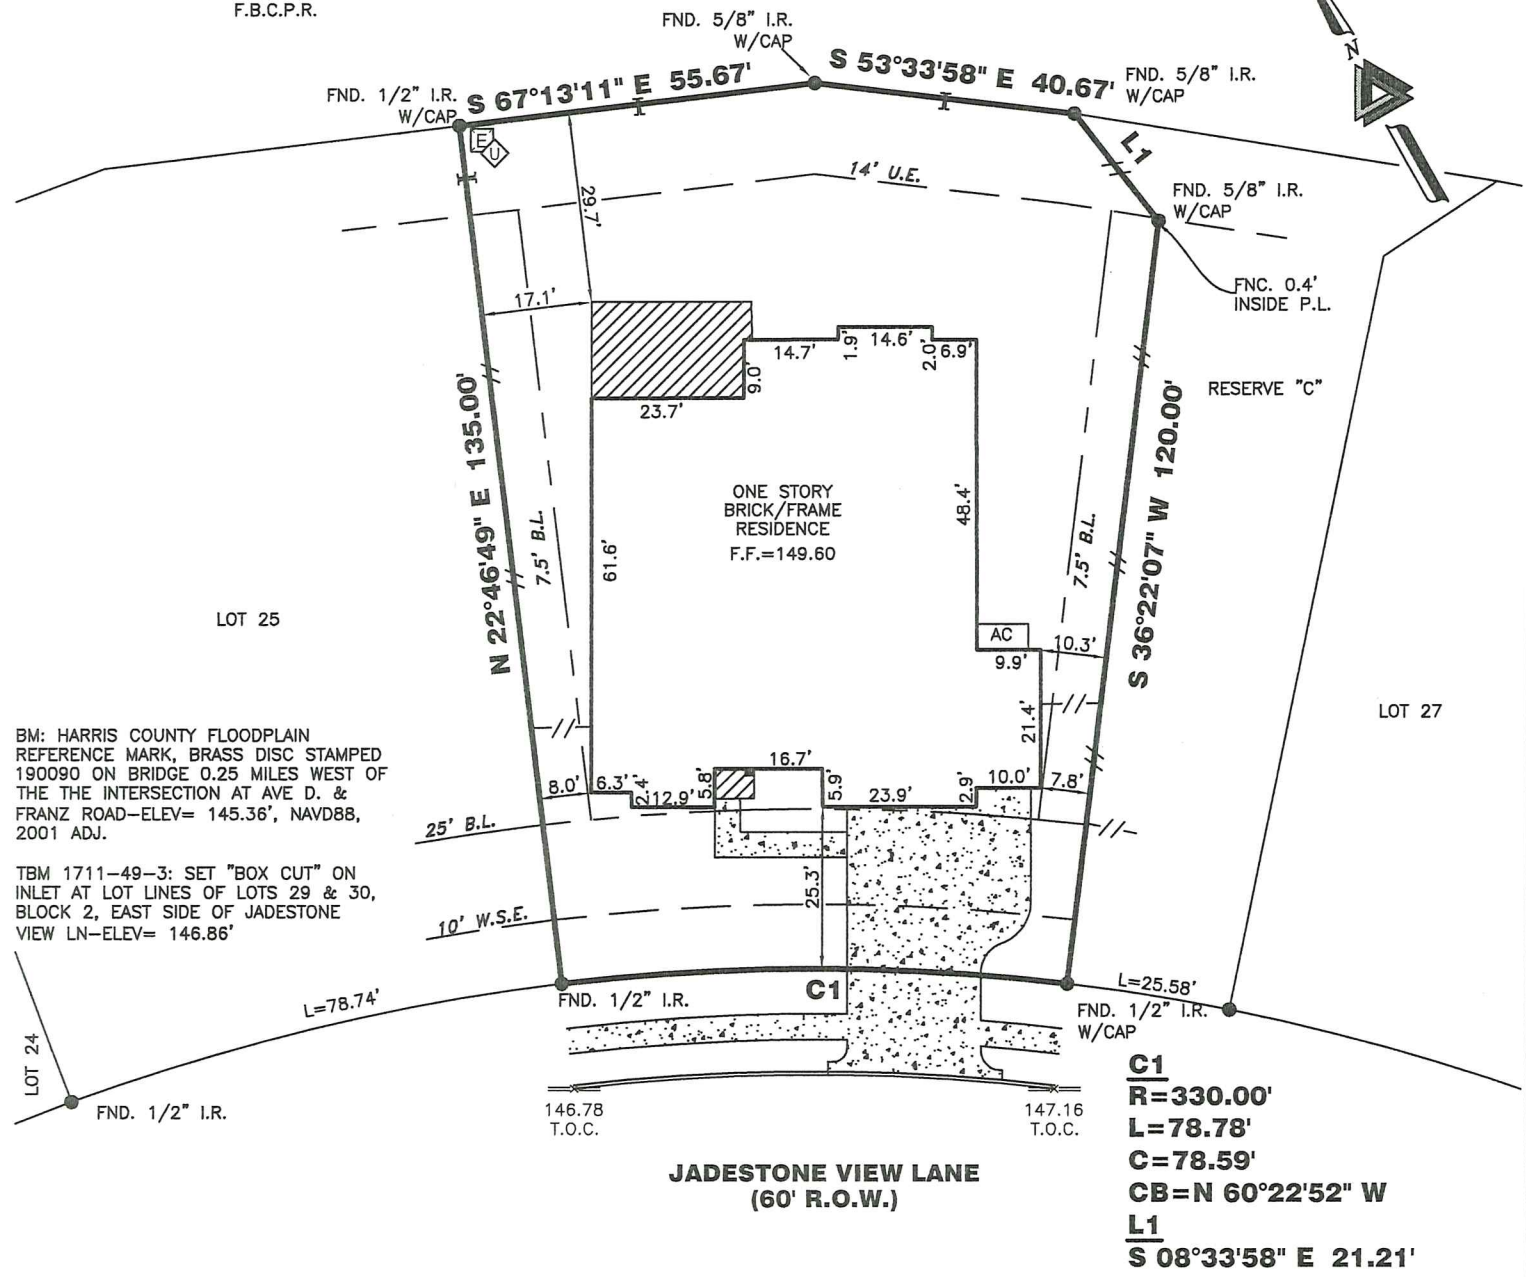 F.B.C.P.R.
FND. 5/8" I.R.
W/CAP
S 67°13'11" E 55.67'
S 53°33'58" E 40.67'
FND. 5/8" I.R.
W/CAP
FND. 1/2" I.R.
W/CAP
N
E
U
L1
14' U.E.
FND. 5/8" I.R.
W/CAP
29.7'
17.1'
FNC. 0.4'
INSIDE P.L.
14.7'
1.9'
14.6'
2.0'
6.9'
9.0'
23.7'
RESERVE "C"
N 22°46'49" E 135.00'
7.5' B.L.
61.6'
ONE STORY
BRICK/FRAME
RESIDENCE
F.F.=149.60
48.4'
7.5' B.L.
S 36°22'07" W 120.00'
LOT 25
AC
10.3'
9.9'
21.4'
LOT 27
BM: HARRIS COUNTY FLOODPLAIN
REFERENCE MARK, BRASS DISC STAMPED
190090 ON BRIDGE 0.25 MILES WEST OF
THE THE INTERSECTION AT AVE D. &
FRANZ ROAD-ELEV= 145.36', NAVD88,
2001 ADJ.
TBM 1711-49-3: SET "BOX CUT" ON
INLET AT LOT LINES OF LOTS 29 & 30,
BLOCK 2, EAST SIDE OF JADESTONE
VIEW LN-ELEV= 146.86'
8.0'
6.3'
2.4'
12.9'
5.8'
16.7'
5.9'
23.9'
2.9'
10.0'
7.8'
25' B.L.
25.3'
10' W.S.E.
C1
L=78.74'
FND. 1/2" I.R.
L=25.58'
FND. 1/2" I.R.
W/CAP
LOT 24
FND. 1/2" I.R.
146.78
T.O.C.
147.16
T.O.C.
JADESTONE VIEW LANE
(60' R.O.W.)
C1
R=330.00'
L=78.78'
C=78.59'
CB=N 60°22'52" W
L1
S 08°33'58" E 21.21'